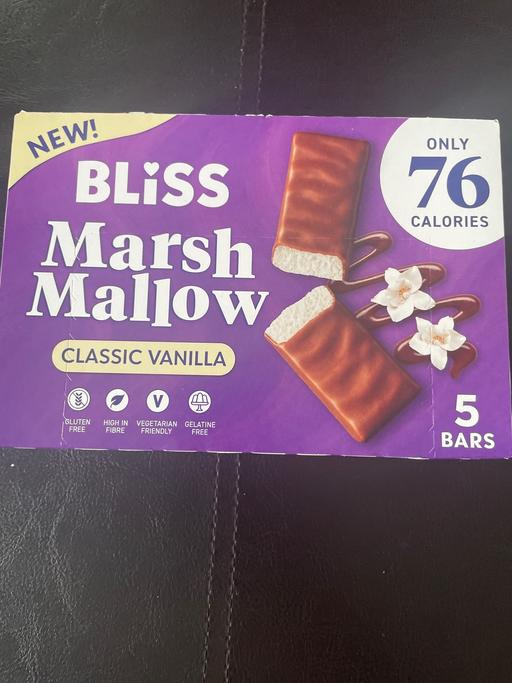 NEW!
BLiSS
Marsh
Mallow
CLASSIC VANILLA
GLUTEN
FREE
HIGH IN
FIBRE
V
VEGETARIAN
FRIENDLY
GELATINE
FREE
ONLY
76
CALORIES
5
BARS